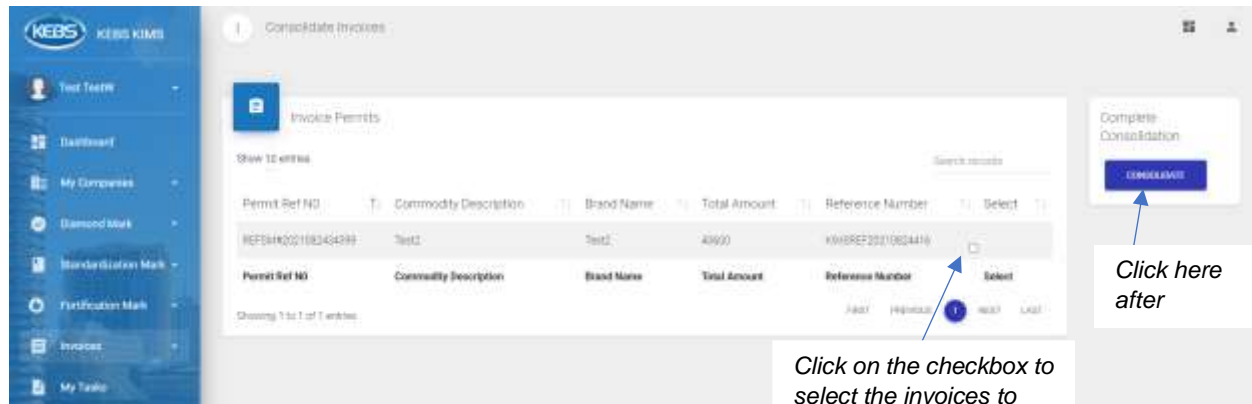 KEBS KEBS KIMS
Consolidate Invoices
Test TestW
Dashboard
My Companies
Diamond Mark
Standardization Mark
Fortification Mark
Invoices
My Tasks
Invoice Permits
Show 10 entries
Search records
Permit Ref NO Commodity Description Brand Name Total Amount Reference Number Select
Test2 Test2
Permit Ref NO Commodity Description Brand Name Total Amount Reference Number Select
Showing 1 to 1 of 1 entries
FIRST PREVIOUS 1 NEXT LAST
Complete
Consolidation
CONSOLIDATE
Click here
after
Click on the checkbox to
select the invoices to